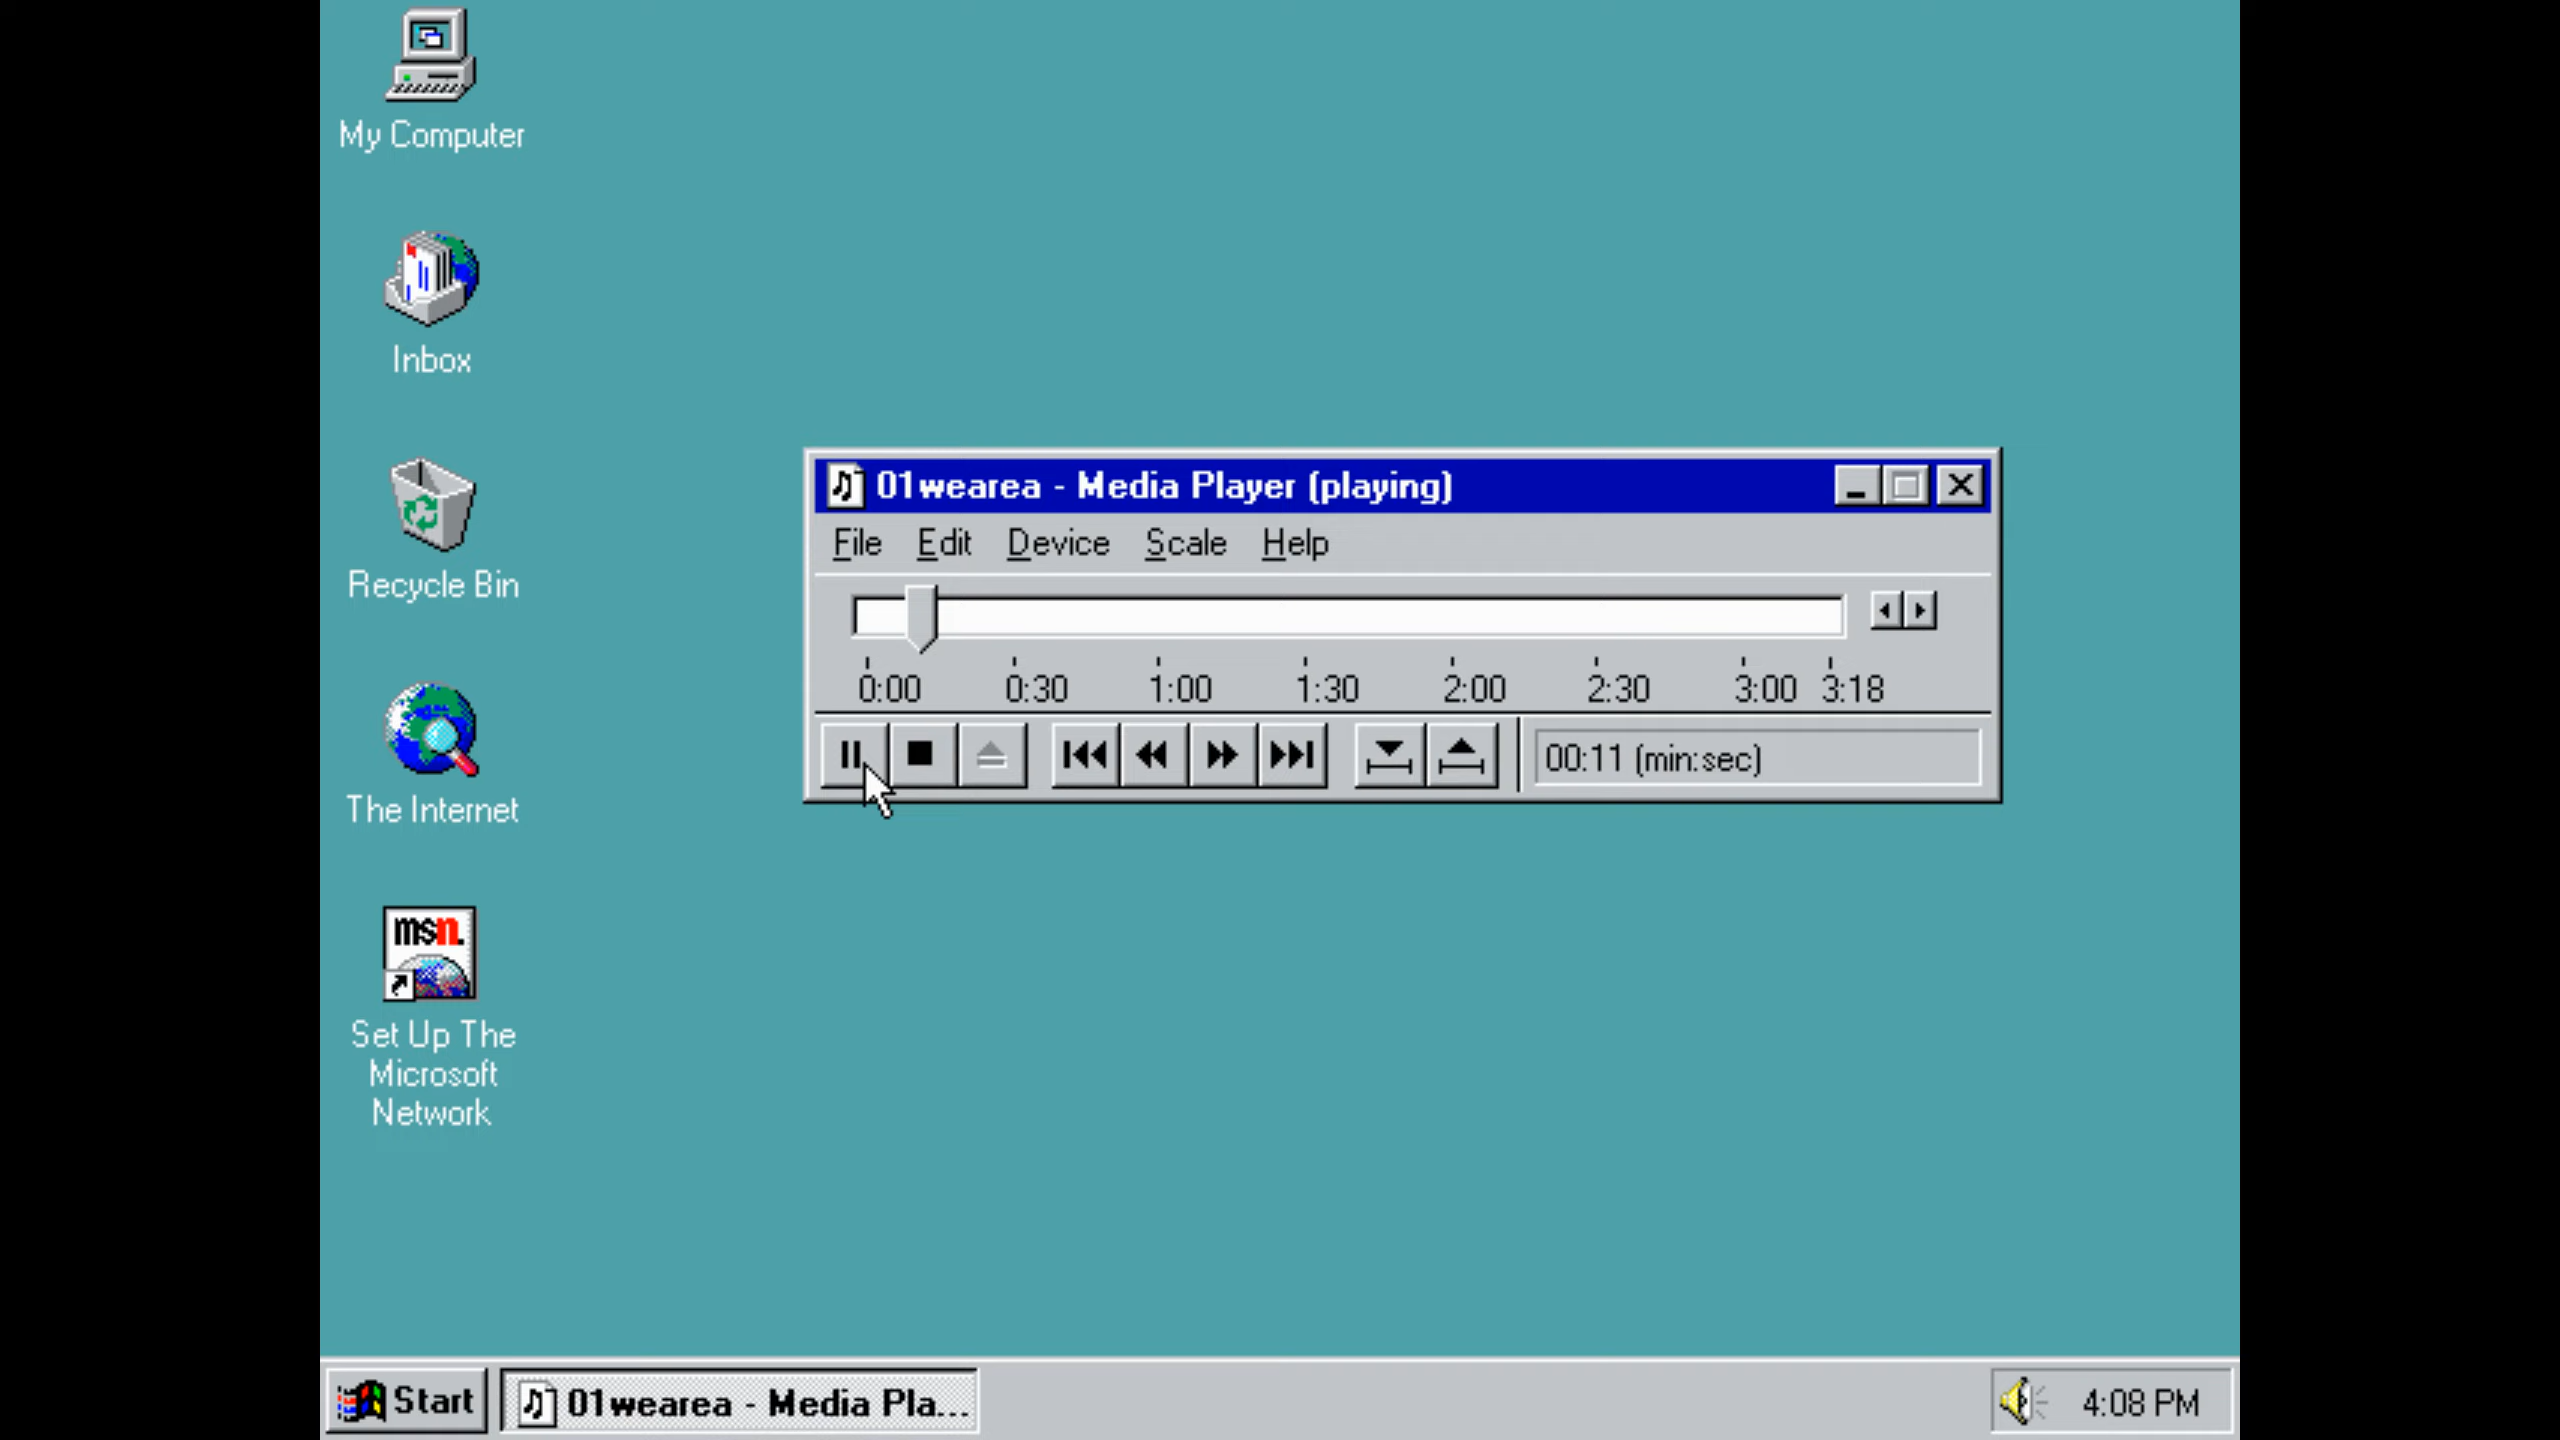 My Computer
Inbox
Recycle Bin
The Internet
msn.
Set Up The
Microsoft
Network
01wearea - Media Player (playing)
File Edit Device Scale Help
0:00 0:30 1:00 1:30 2:00 2:30 3:00 3:18
00:11 (min:sec)
Start
01wearea - Media Pla...
4:08 PM